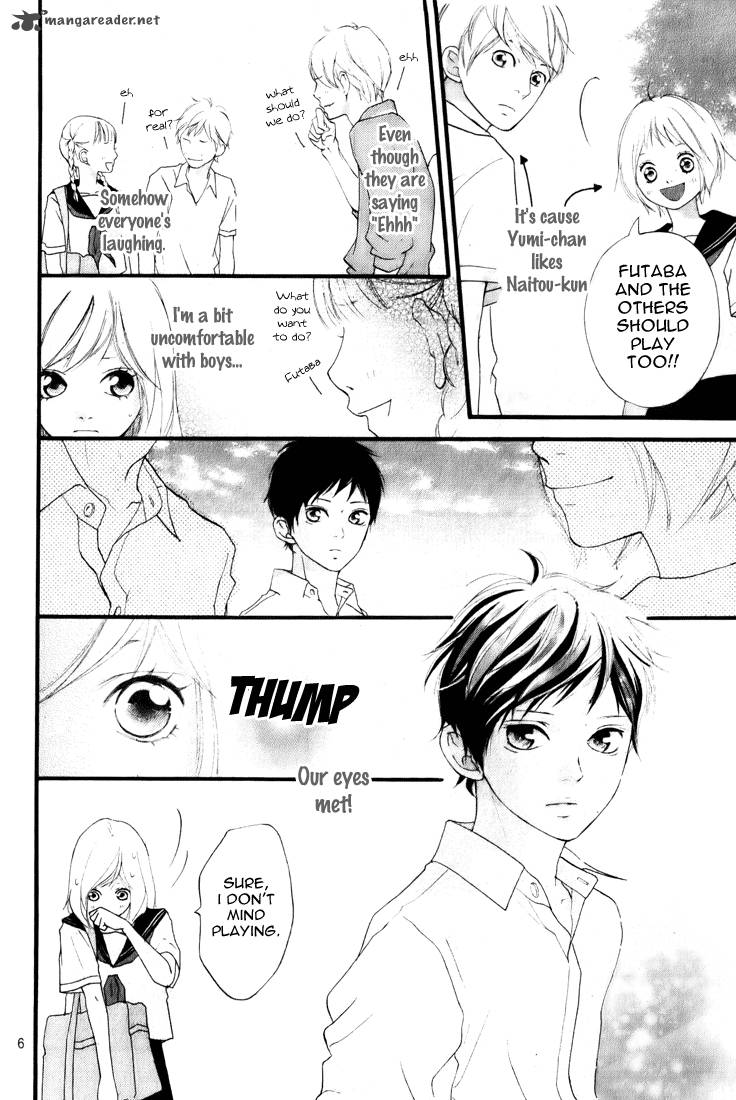 mangareader.net
FUTABA
AND THE
OTHERS
SHOULD
PLAY
TOO!!
It's cause
Yumi-chan
likes
Naitou-kun
ehh
what
should
we do?
Even
though
they are
saying
"Ehhh"
for
real?
eh
Somehow
everyone's
laughing.
What
do you
want
to do?
Futaba
I'm a bit
uncomfortable
with boys...
THUMP
Our eyes
met!
SURE,
I DON'T
MIND
PLAYING.
6